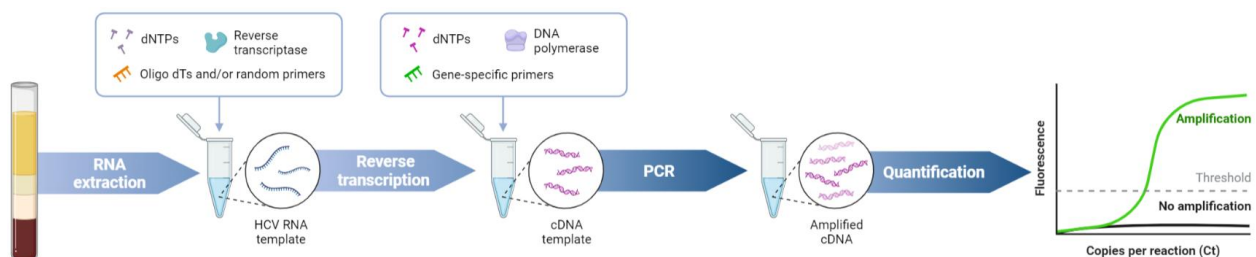 dNTPs
Reverse
transcriptase
Oligo dTs and/or random primers
dNTPs
DNA
polymerase
Gene-specific primers
RNA
extraction
HCV RNA
template
Reverse
transcription
cDNA
template
PCR
Amplified
cDNA
Quantification
Fluorescence
Amplification
Threshold
No amplification
Copies per reaction (Ct)